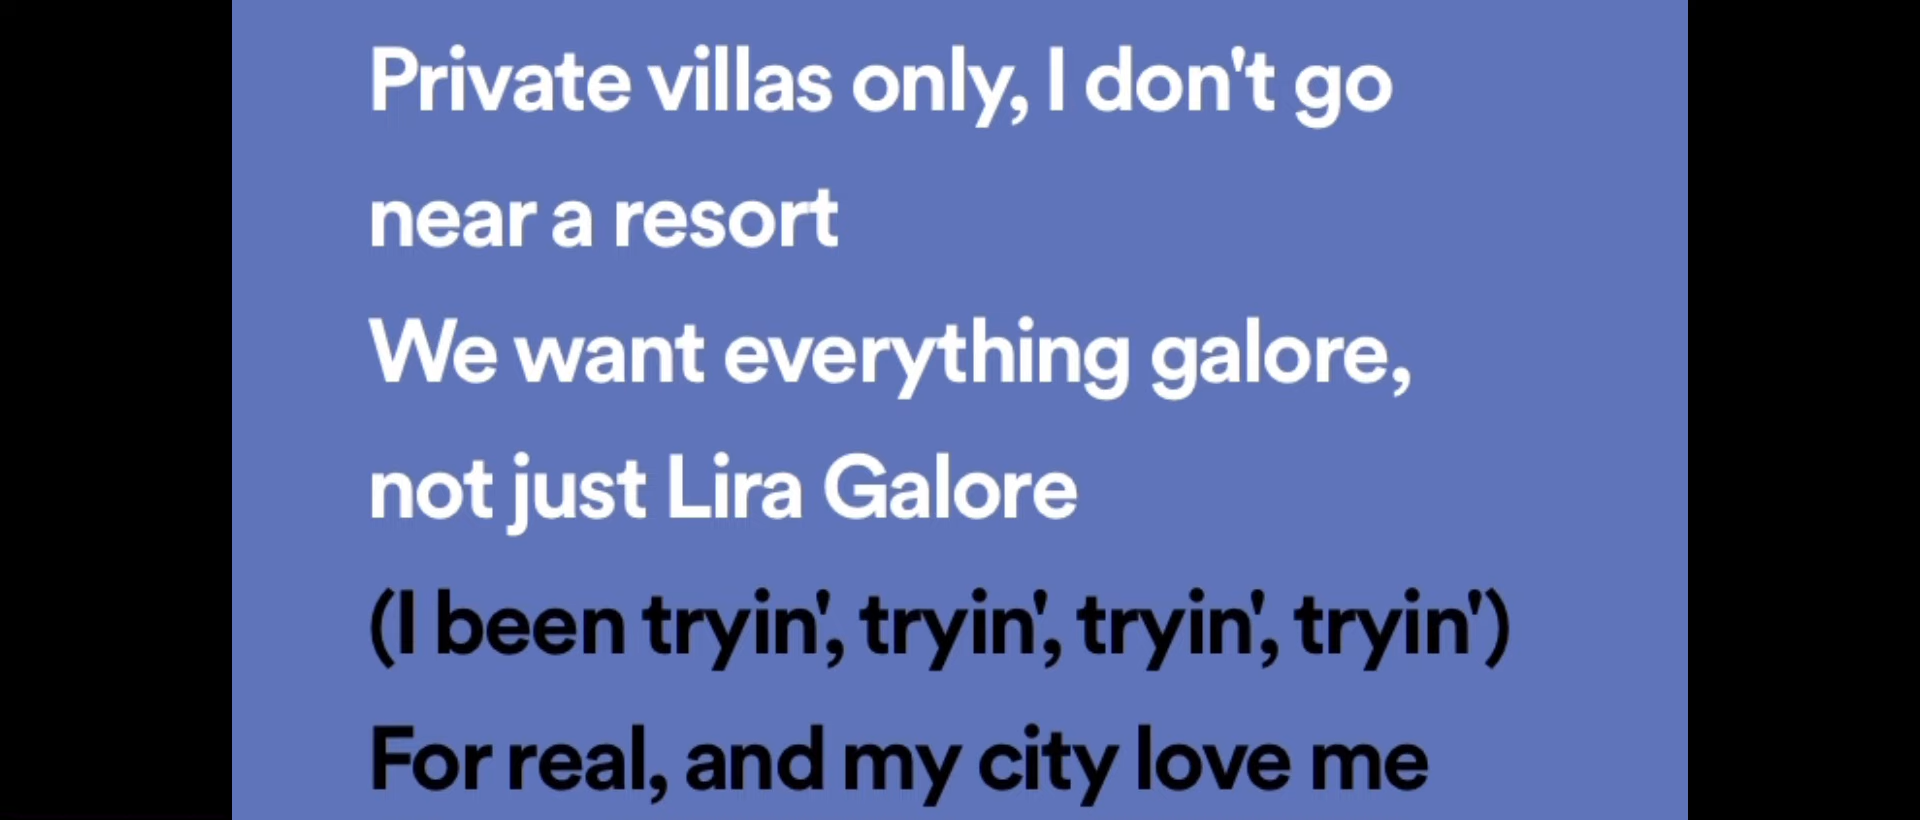 Private villas only, I don't go
near a resort
We want everything galore,
not just Lira Galore
(I been tryin', tryin', tryin', tryin')
For real, and my city love me